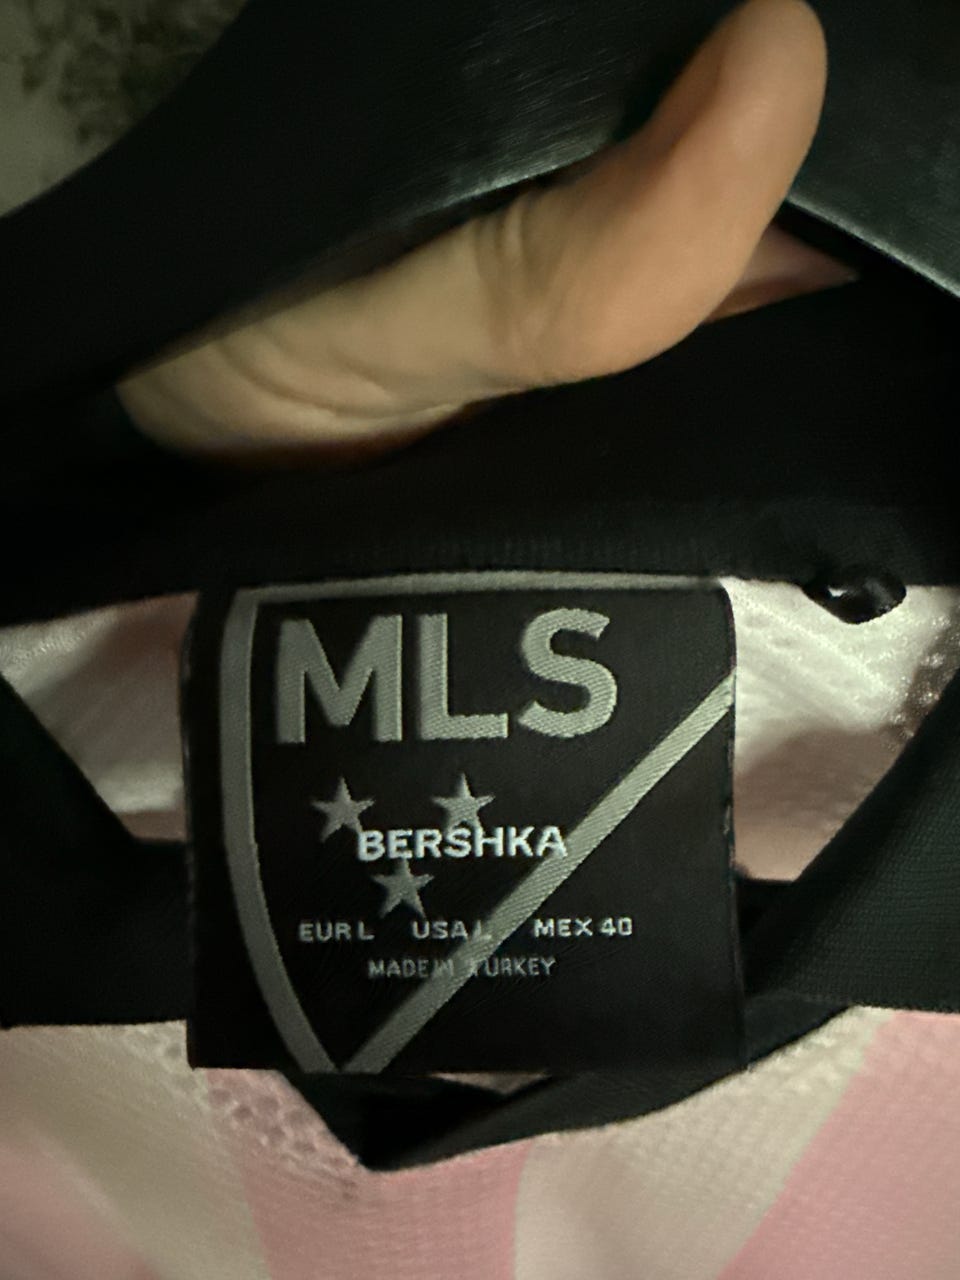 MLS
BERSHKA
EUR L USA L MEX 40
MADE IN TURKEY